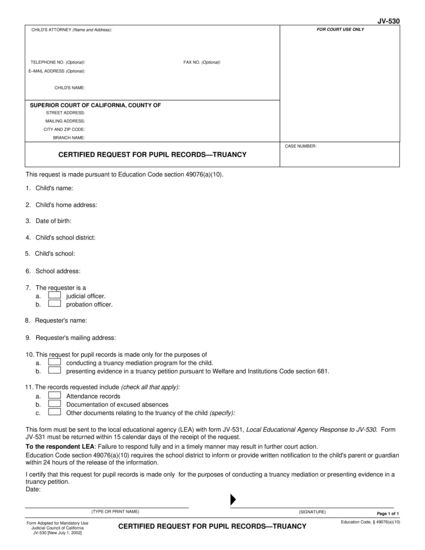 JV-530
CHILD'S ATTORNEY (Name and Address):
FOR COURT USE ONLY
TELEPHONE NO. (Optional):
FAX NO. (Optional):
E–MAIL ADDRESS (Optional):
CHILD'S NAME:
SUPERIOR COURT OF CALIFORNIA, COUNTY OF
STREET ADDRESS:
MAILING ADDRESS:
CITY AND ZIP CODE:
BRANCH NAME:
CASE NUMBER:
CERTIFIED REQUEST FOR PUPIL RECORDS—TRUANCY
This request is made pursuant to Education Code section 49076(a)(10).
1. Child's name:
2. Child's home address:
3. Date of birth:
4. Child's school district:
5. Child's school:
6. School address:
7. The requester is a
a. judicial officer.
b. probation officer.
8. Requester's name:
9. Requester's mailing address:
10. This request for pupil records is made only for the purposes of
a. conducting a truancy mediation program for the child.
b. presenting evidence in a truancy petition pursuant to Welfare and Institutions Code section 681.
11. The records requested include (check all that apply):
a. Attendance records
b. Documentation of excused absences
c. Other documents relating to the truancy of the child (specify):
This form must be sent to the local educational agency (LEA) with form JV-531, Local Educational Agency Response to JV-530. Form
JV-531 must be returned within 15 calendar days of the receipt of the request.
To the respondent LEA: Failure to respond fully and in a timely manner may result in further court action.
Education Code section 49076(a)(10) requires the school district to inform or provide written notification to the child's parent or guardian
within 24 hours of the release of the information.
I certify that this request for pupil records is made only for the purposes of conducting a truancy mediation or presenting evidence in a
truancy petition.
Date:
(TYPE OR PRINT NAME)
(SIGNATURE)
Page 1 of 1
Form Adopted for Mandatory Use
Judicial Council of California
JV-530 [New July 1, 2002]
CERTIFIED REQUEST FOR PUPIL RECORDS—TRUANCY
Education Code, § 49076(a)(10)